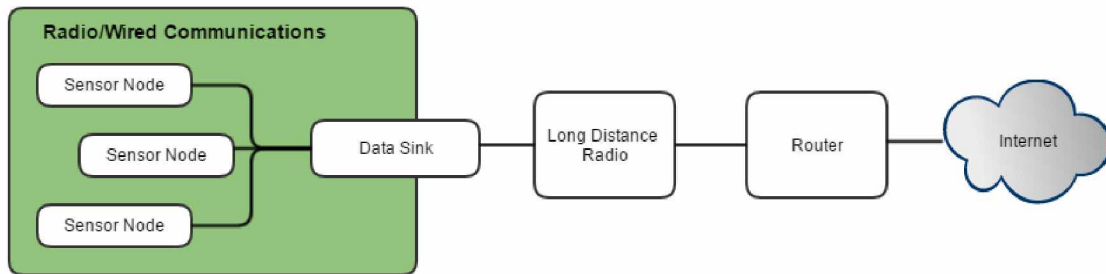 Radio/Wired Communications
Sensor Node
Sensor Node
Sensor Node
Data Sink
Long Distance
Radio
Router
Internet